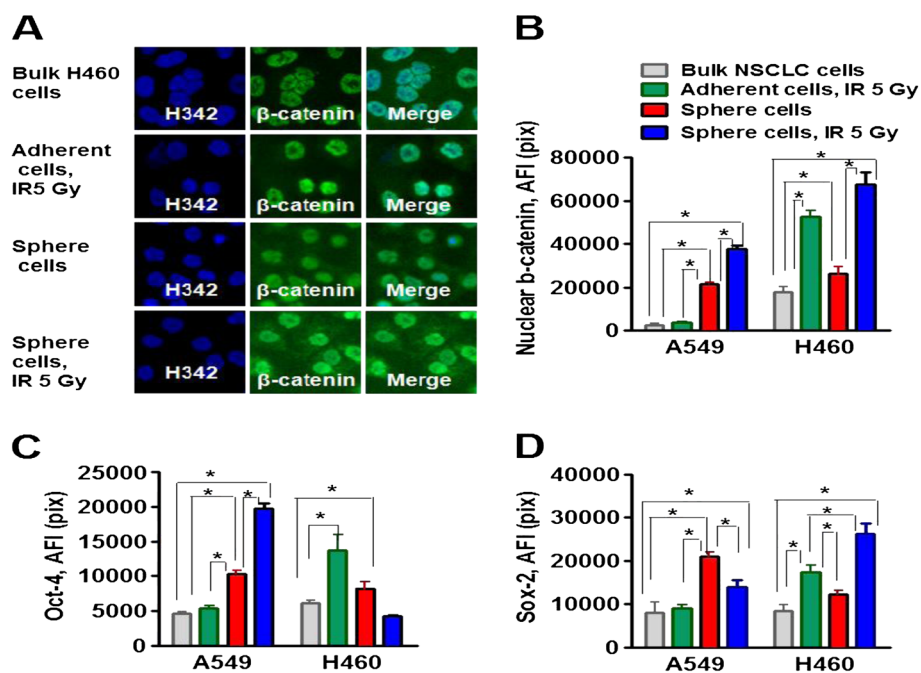 A
Bulk H460
cells
H342
β-catenin
Merge
Adherent
cells,
IR5 Gy
H342
β-catenin
Merge
Sphere
cells
H342
β-catenin
Merge
Sphere
cells,
IR 5 Gy
H342
β-catenin
Merge
B
Bulk NSCLC cells
Adherent cells, IR 5 Gy
Sphere cells
Sphere cells, IR 5 Gy
Nuclear b-catenin, AFI (pix)
80000
60000
40000
20000
0
*
*
*
*
*
*
*
*
A549
H460
C
Oct-4, AFI (pix)
25000
20000
15000
10000
5000
0
*
*
*
*
*
*
A549
H460
D
Sox-2, AFI (pix)
40000
30000
20000
10000
0
*
*
*
*
*
*
*
*
A549
H460